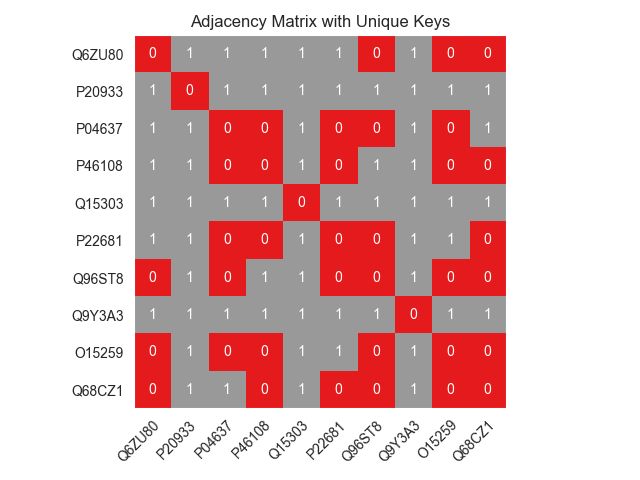 Adjacency Matrix with Unique Keys
Q6ZU80 0 1 1 1 1 1 0 1 0 0
P20933 1 0 1 1 1 1 1 1 1 1
P04637 1 1 0 0 1 0 0 1 0 1
P46108 1 1 0 0 1 0 1 1 0 0
Q15303 1 1 1 1 0 1 1 1 1 1
P22681 1 1 0 0 1 0 0 1 1 0
Q96ST8 0 1 0 1 1 0 0 1 0 0
Q9Y3A3 1 1 1 1 1 1 1 0 1 1
O15259 0 1 0 0 1 1 0 1 0 0
Q68CZ1 0 1 1 0 1 0 0 1 0 0
Q6ZU80 P20933 P04637 P46108 Q15303 P22681 Q96ST8 Q9Y3A3 O15259 Q68CZ1